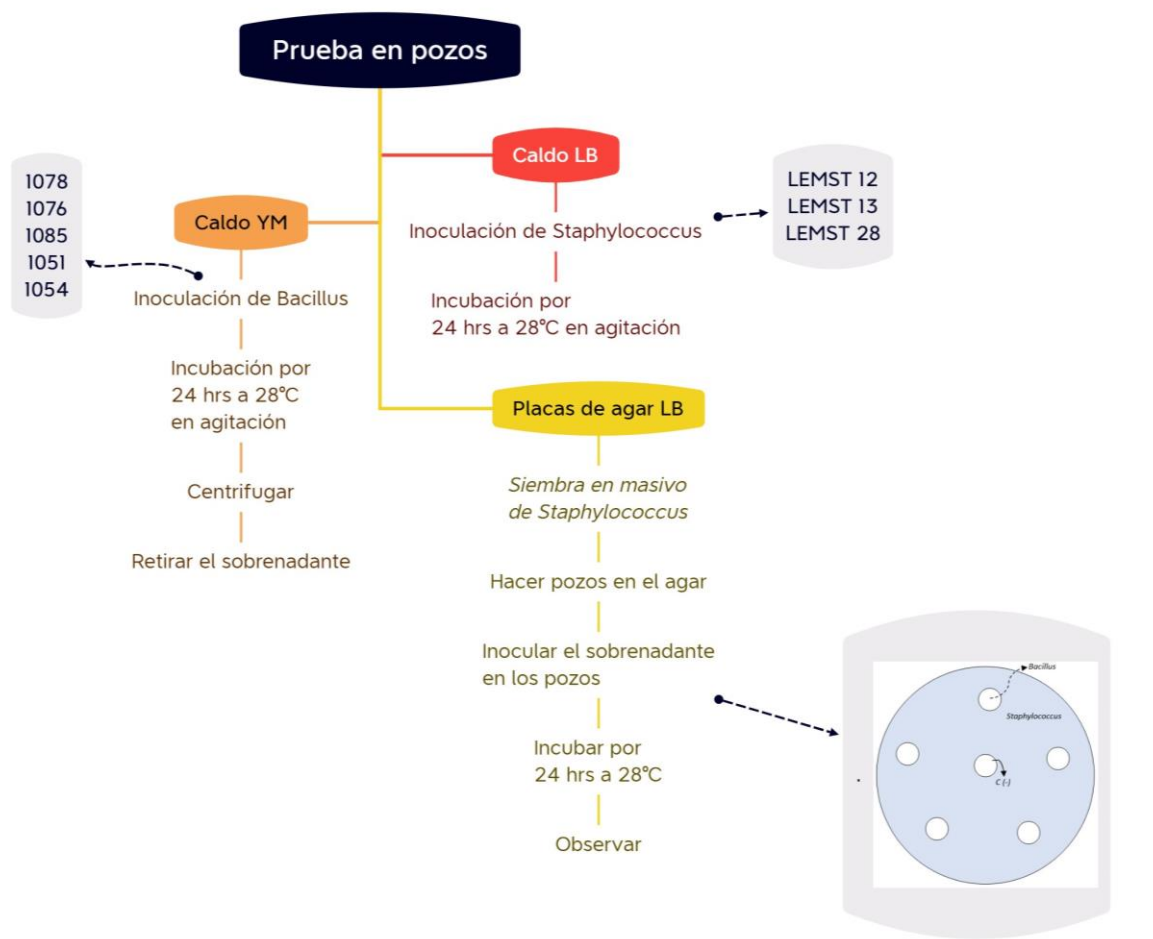 Prueba en pozos
Caldo LB
LEMST 12
LEMST 13
LEMST 28
Inoculación de Staphylococcus
Incubación por
24 hrs a 28°C en agitación
1078
1076
1085
1051
1054
Caldo YM
Inoculación de Bacillus
Incubación por
24 hrs a 28°C
en agitación
Centrifugar
Retirar el sobrenadante
Placas de agar LB
Siembra en masivo
de Staphylococcus
Hacer pozos en el agar
Inocular el sobrenadante
en los pozos
Incubar por
24 hrs a 28°C
Observar
Bacillus
Staphylococcus
C (-)